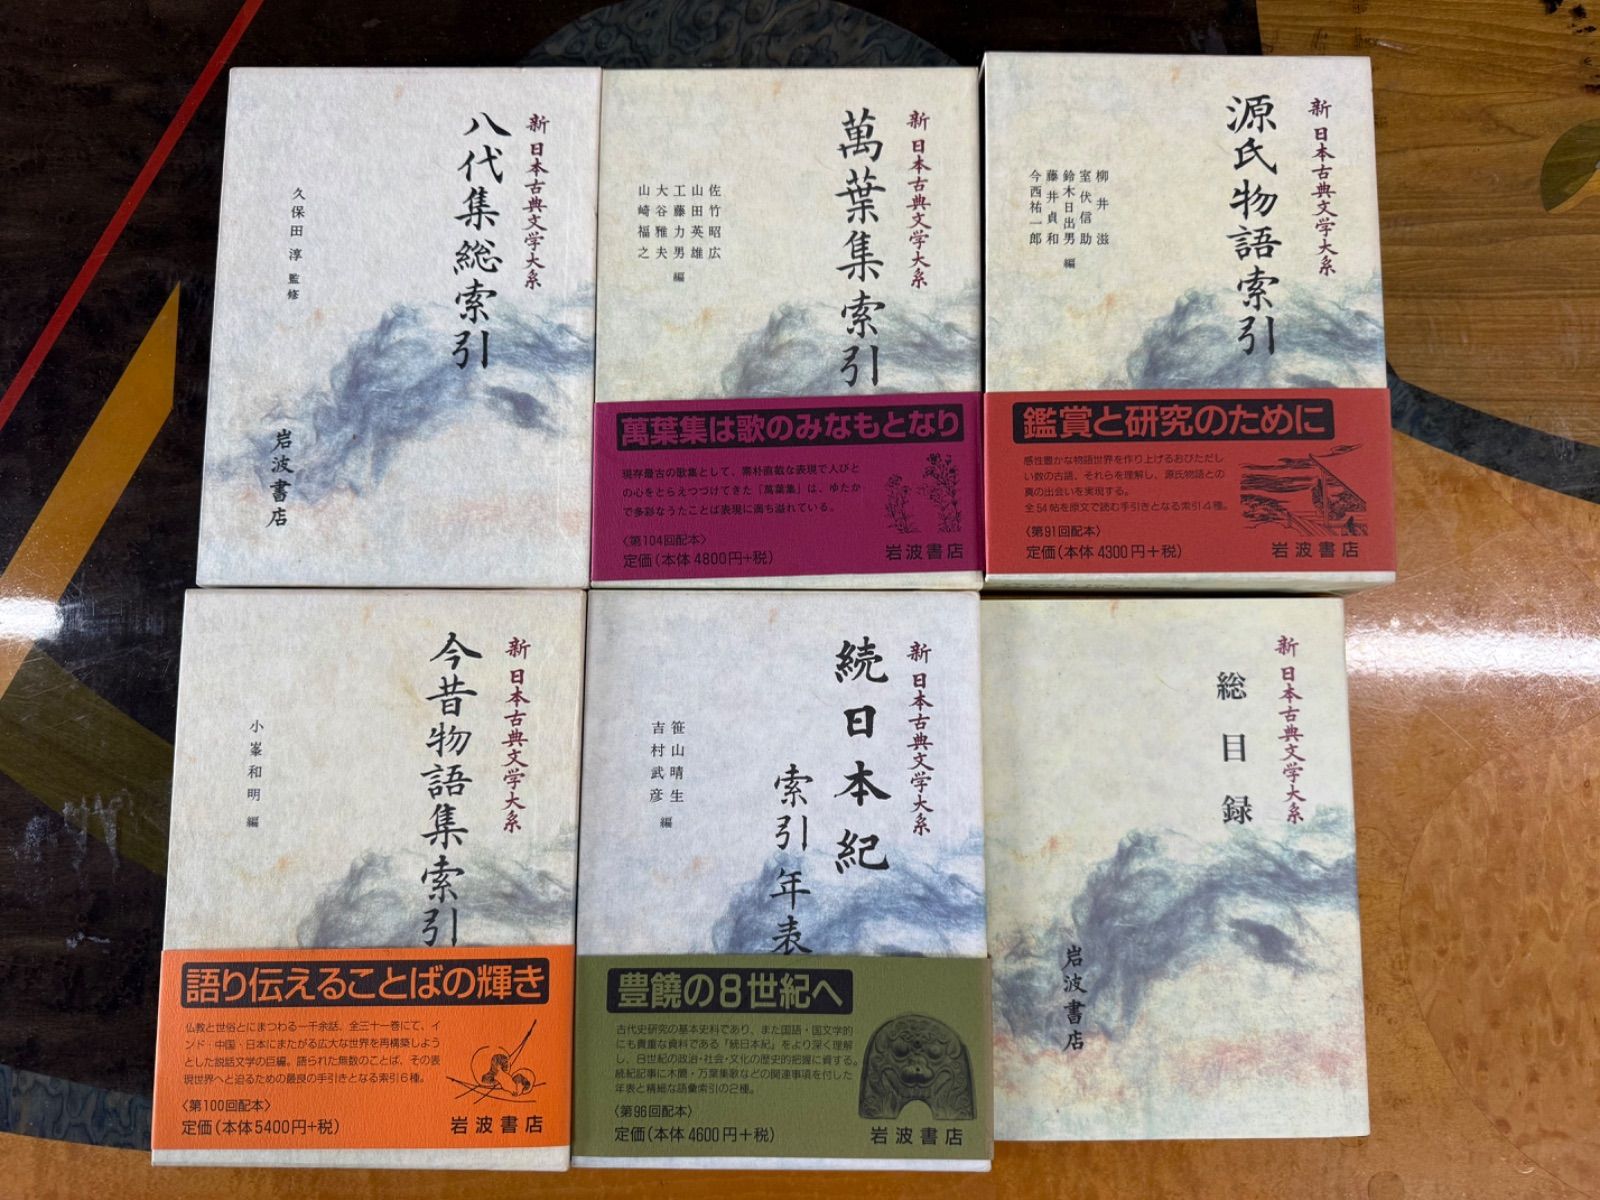 新 日本古典文学大系
八代集総索引
久保田 淳 監修
岩波書店
新 日本古典文学大系
萬葉集索引
佐竹昭広
山田英雄
工藤力男 編
大谷雅夫
山崎福之
萬葉集は歌のみなもとなり
現存最古の歌集として、素朴直截な表現で人びと
の心をとらえつづけてきた「萬葉集」は、ゆたか
で多彩なうたことば表現に満ち溢れている。
〈第104回配本〉
定価(本体4800円+税)
岩波書店
新 日本古典文学大系
源氏物語索引
柳井 滋
室伏信助
鈴木日出男 編
藤井貞和
今西祐一郎
鑑賞と研究のために
感性豊かな物語世界を作り上げるおびただし
い数の古語、それらを理解し、源氏物語との
真の出会いを実現する。
全54帖を原文で読む手引きとなる索引4種。
〈第91回配本〉
定価(本体4300円+税)
岩波書店
新 日本古典文学大系
今昔物語集索引
小峯和明 編
語り伝えることばの輝き
仏教と世俗とにまつわる一千余話、全三十一巻にて、イ
ンド・中国・日本にまたがる広大な世界を再構築しよう
とした説話文学の巨編。語られた無数のことば、その表
現世界へと迫るための最良の手引きとなる索引6種。
〈第100回配本〉
定価(本体5400円+税)
岩波書店
新 日本古典文学大系
続日本紀
索引年表
笹山晴生
吉村武彦 編
豊饒の8世紀へ
古代史研究の基本史料であり、また国語・国文学的
にも貴重な資料である『続日本紀』をより深く理解
し、8世紀の政治・社会・文化の歴史的把握に資する。
続紀記事に木簡・万葉集歌などの関連事項を付した
年表と精細な語彙索引の2種。
〈第96回配本〉
定価(本体4600円+税)
岩波書店
新 日本古典文学大系
総目録
岩波書店